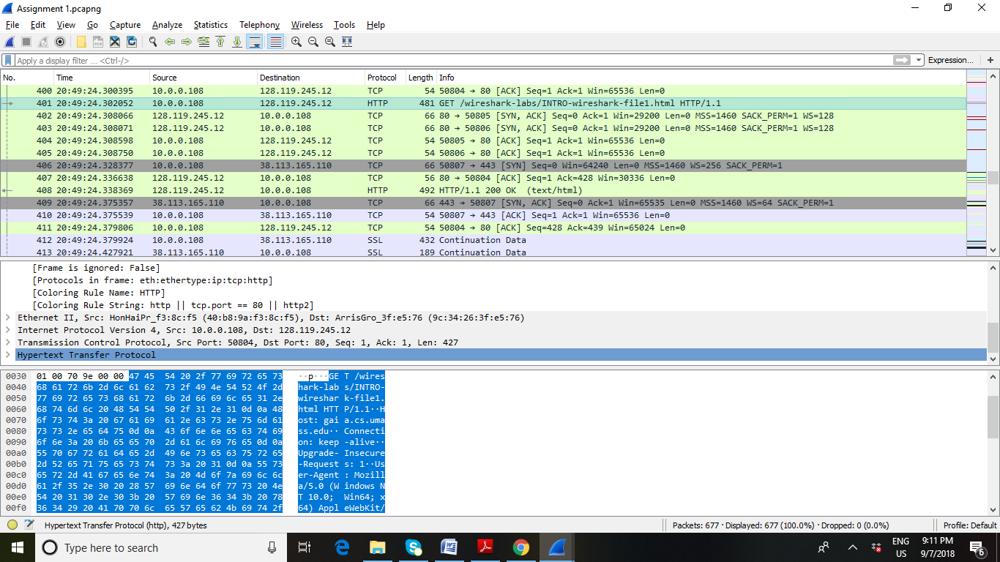 Assignment 1.pcapng
File Edit View Go Capture Analyze Statistics Telephony Wireless Tools Help
Apply a display filter ... <Ctrl-/>
Expression... +
No. Time Source Destination Protocol Length Info
400 20:49:24.300395 10.0.0.108 128.119.245.12 TCP 54 50804 → 80 [ACK] Seq=1 Ack=1 Win=65536 Len=0
401 20:49:24.302052 10.0.0.108 128.119.245.12 HTTP 481 GET /wireshark-labs/INTRO-wireshark-file1.html HTTP/1.1
402 20:49:24.308066 128.119.245.12 10.0.0.108 TCP 66 80 → 50805 [SYN, ACK] Seq=0 Ack=1 Win=29200 Len=0 MSS=1460 SACK_PERM=1 WS=128
403 20:49:24.308071 128.119.245.12 10.0.0.108 TCP 66 80 → 50806 [SYN, ACK] Seq=0 Ack=1 Win=29200 Len=0 MSS=1460 SACK_PERM=1 WS=128
404 20:49:24.308598 10.0.0.108 128.119.245.12 TCP 54 50805 → 80 [ACK] Seq=1 Ack=1 Win=65536 Len=0
405 20:49:24.308750 10.0.0.108 128.119.245.12 TCP 54 50806 → 80 [ACK] Seq=1 Ack=1 Win=65536 Len=0
406 20:49:24.328377 10.0.0.108 38.113.165.110 TCP 66 50807 → 443 [SYN] Seq=0 Win=64240 Len=0 MSS=1460 WS=256 SACK_PERM=1
407 20:49:24.336638 128.119.245.12 10.0.0.108 TCP 56 80 → 50804 [ACK] Seq=1 Ack=428 Win=30336 Len=0
408 20:49:24.338369 128.119.245.12 10.0.0.108 HTTP 492 HTTP/1.1 200 OK (text/html)
409 20:49:24.375357 38.113.165.110 10.0.0.108 TCP 66 443 → 50807 [SYN, ACK] Seq=0 Ack=1 Win=65535 Len=0 MSS=1460 WS=64 SACK_PERM=1
410 20:49:24.375539 10.0.0.108 38.113.165.110 TCP 54 50807 → 443 [ACK] Seq=1 Ack=1 Win=65536 Len=0
411 20:49:24.379806 10.0.0.108 128.119.245.12 TCP 54 50804 → 80 [ACK] Seq=428 Ack=439 Win=65024 Len=0
412 20:49:24.379924 10.0.0.108 38.113.165.110 SSL 432 Continuation Data
413 20:49:24.427921 38.113.165.110 10.0.0.108 SSL 189 Continuation Data
[Frame is ignored: False]
[Protocols in frame: eth:ethertype:ip:tcp:http]
[Coloring Rule Name: HTTP]
[Coloring Rule String: http || tcp.port == 80 || http2]
Ethernet II, Src: HonHaiPr_f3:8c:f5 (40:b8:9a:f3:8c:f5), Dst: ArrisGro_3f:e5:76 (9c:34:26:3f:e5:76)
Internet Protocol Version 4, Src: 10.0.0.108, Dst: 128.119.245.12
Transmission Control Protocol, Src Port: 50804, Dst Port: 80, Seq: 1, Ack: 1, Len: 427
Hypertext Transfer Protocol
0030 01 00 70 9e 00 00 47 45 54 20 2f 77 69 72 65 73 ··p···GE T /wires
0040 68 61 72 6b 2d 6c 61 62 73 2f 49 4e 54 52 4f 2d hark-lab s/INTRO-
0050 77 69 72 65 73 68 61 72 6b 2d 66 69 6c 65 31 2e wireshar k-file1.
0060 68 74 6d 6c 20 48 54 54 50 2f 31 2e 31 0d 0a 48 html HTT P/1.1··H
0070 6f 73 74 3a 20 67 61 69 61 2e 63 73 2e 75 6d 61 ost: gai a.cs.uma
0080 73 73 2e 65 64 75 0d 0a 43 6f 6e 6e 65 63 74 69 ss.edu·· Connecti
0090 6f 6e 3a 20 6b 65 65 70 2d 61 6c 69 76 65 0d 0a on: keep -alive··
00a0 55 70 67 72 61 64 65 2d 49 6e 73 65 63 75 72 65 Upgrade- Insecure
00b0 2d 52 65 71 75 65 73 74 73 3a 20 31 0d 0a 55 73 -Request s: 1··Us
00c0 65 72 2d 41 67 65 6e 74 3a 20 4d 6f 7a 69 6c 6c er-Agent : Mozill
00d0 61 2f 35 2e 30 20 28 57 69 6e 64 6f 77 73 20 4e a/5.0 (W indows N
00e0 54 20 31 30 2e 30 3b 20 57 69 6e 36 34 3b 20 78 T 10.0;  Win64; x
00f0 36 34 29 20 41 70 70 6c 65 57 65 62 4b 69 74 2f 64) Appl eWebKit/
Hypertext Transfer Protocol (http), 427 bytes
Packets: 677 · Displayed: 677 (100.0%) · Dropped: 0 (0.0%)
Profile: Default
Type here to search
ENG
US
9:11 PM
9/7/2018
6